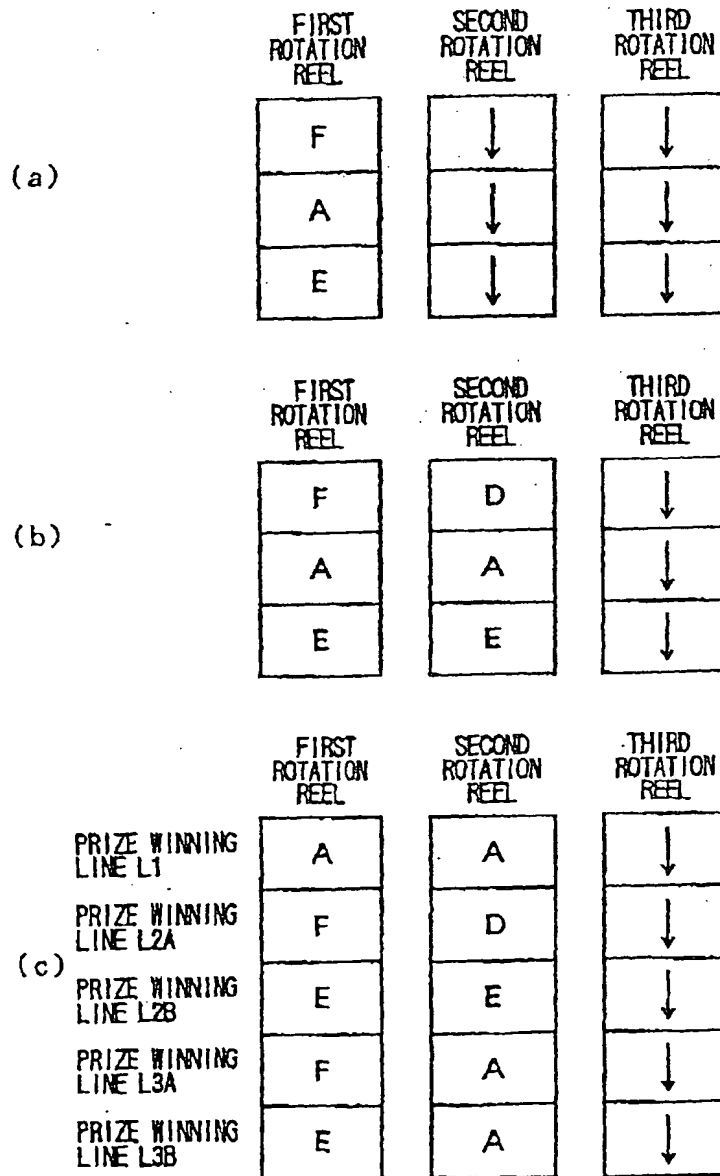 FIRST ROTATION REEL
SECOND ROTATION REEL
THIRD ROTATION REEL
(a)
F ↓ ↓
A ↓ ↓
E ↓ ↓
FIRST ROTATION REEL
SECOND ROTATION REEL
THIRD ROTATION REEL
(b)
F D ↓
A A ↓
E E ↓
FIRST ROTATION REEL
SECOND ROTATION REEL
THIRD ROTATION REEL
(c)
PRIZE WINNING LINE L1 A A ↓
PRIZE WINNING LINE L2A F D ↓
PRIZE WINNING LINE L2B E E ↓
PRIZE WINNING LINE L3A F A ↓
PRIZE WINNING LINE L3B E A ↓